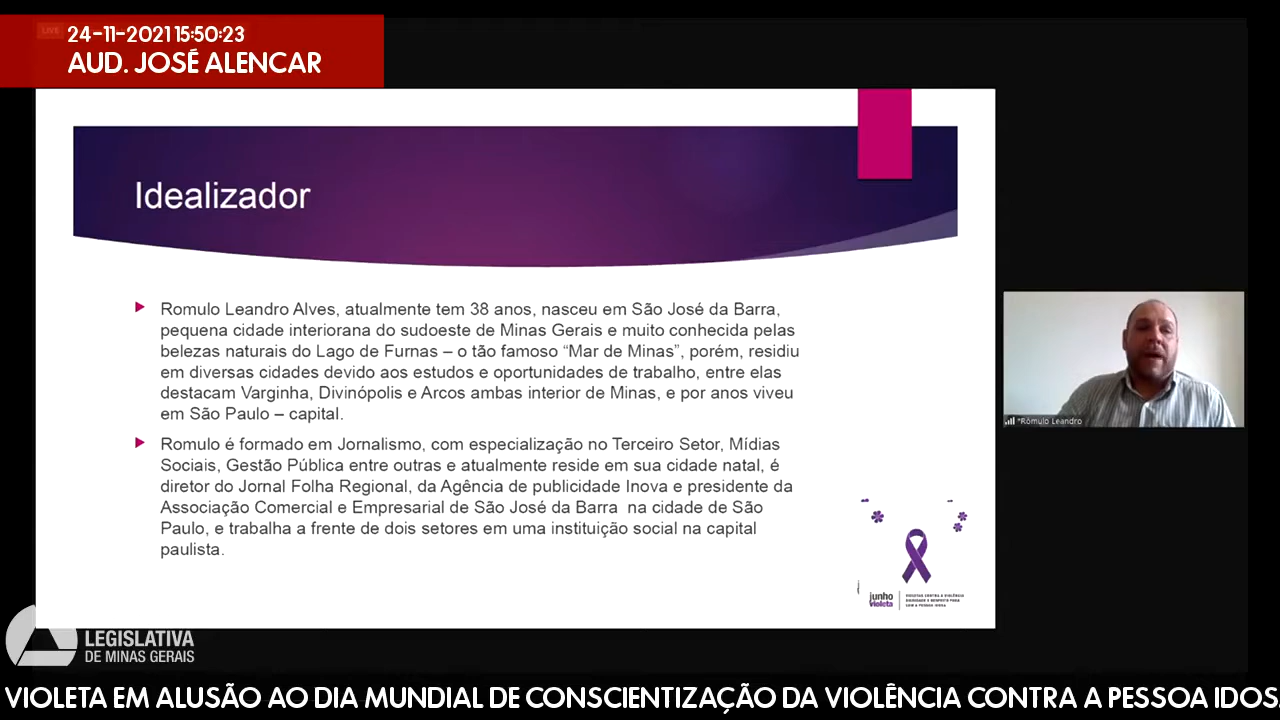 LIVE
24-11-2021 15:50:23
AUD. JOSÉ ALENCAR
Idealizador
Romulo Leandro Alves, atualmente tem 38 anos, nasceu em São José da Barra,
pequena cidade interiorana do sudoeste de Minas Gerais e muito conhecida pelas
belezas naturais do Lago de Furnas – o tão famoso “Mar de Minas”, porém, residiu
em diversas cidades devido aos estudos e oportunidades de trabalho, entre elas
destacam Varginha, Divinópolis e Arcos ambas interior de Minas, e por anos viveu
em São Paulo – capital.
Romulo é formado em Jornalismo, com especialização no Terceiro Setor, Mídias
Sociais, Gestão Pública entre outras e atualmente reside em sua cidade natal, é
diretor do Jornal Folha Regional, da Agência de publicidade Inova e presidente da
Associação Comercial e Empresarial de São José da Barra na cidade de São
Paulo, e trabalha a frente de dois setores em uma instituição social na capital
paulista.
*Rômulo Leandro
junho
violeta
LEGISLATIVA
DE MINAS GERAIS
VIOLETA EM ALUSÃO AO DIA MUNDIAL DE CONSCIENTIZAÇÃO DA VIOLÊNCIA CONTRA A PESSOA IDOS